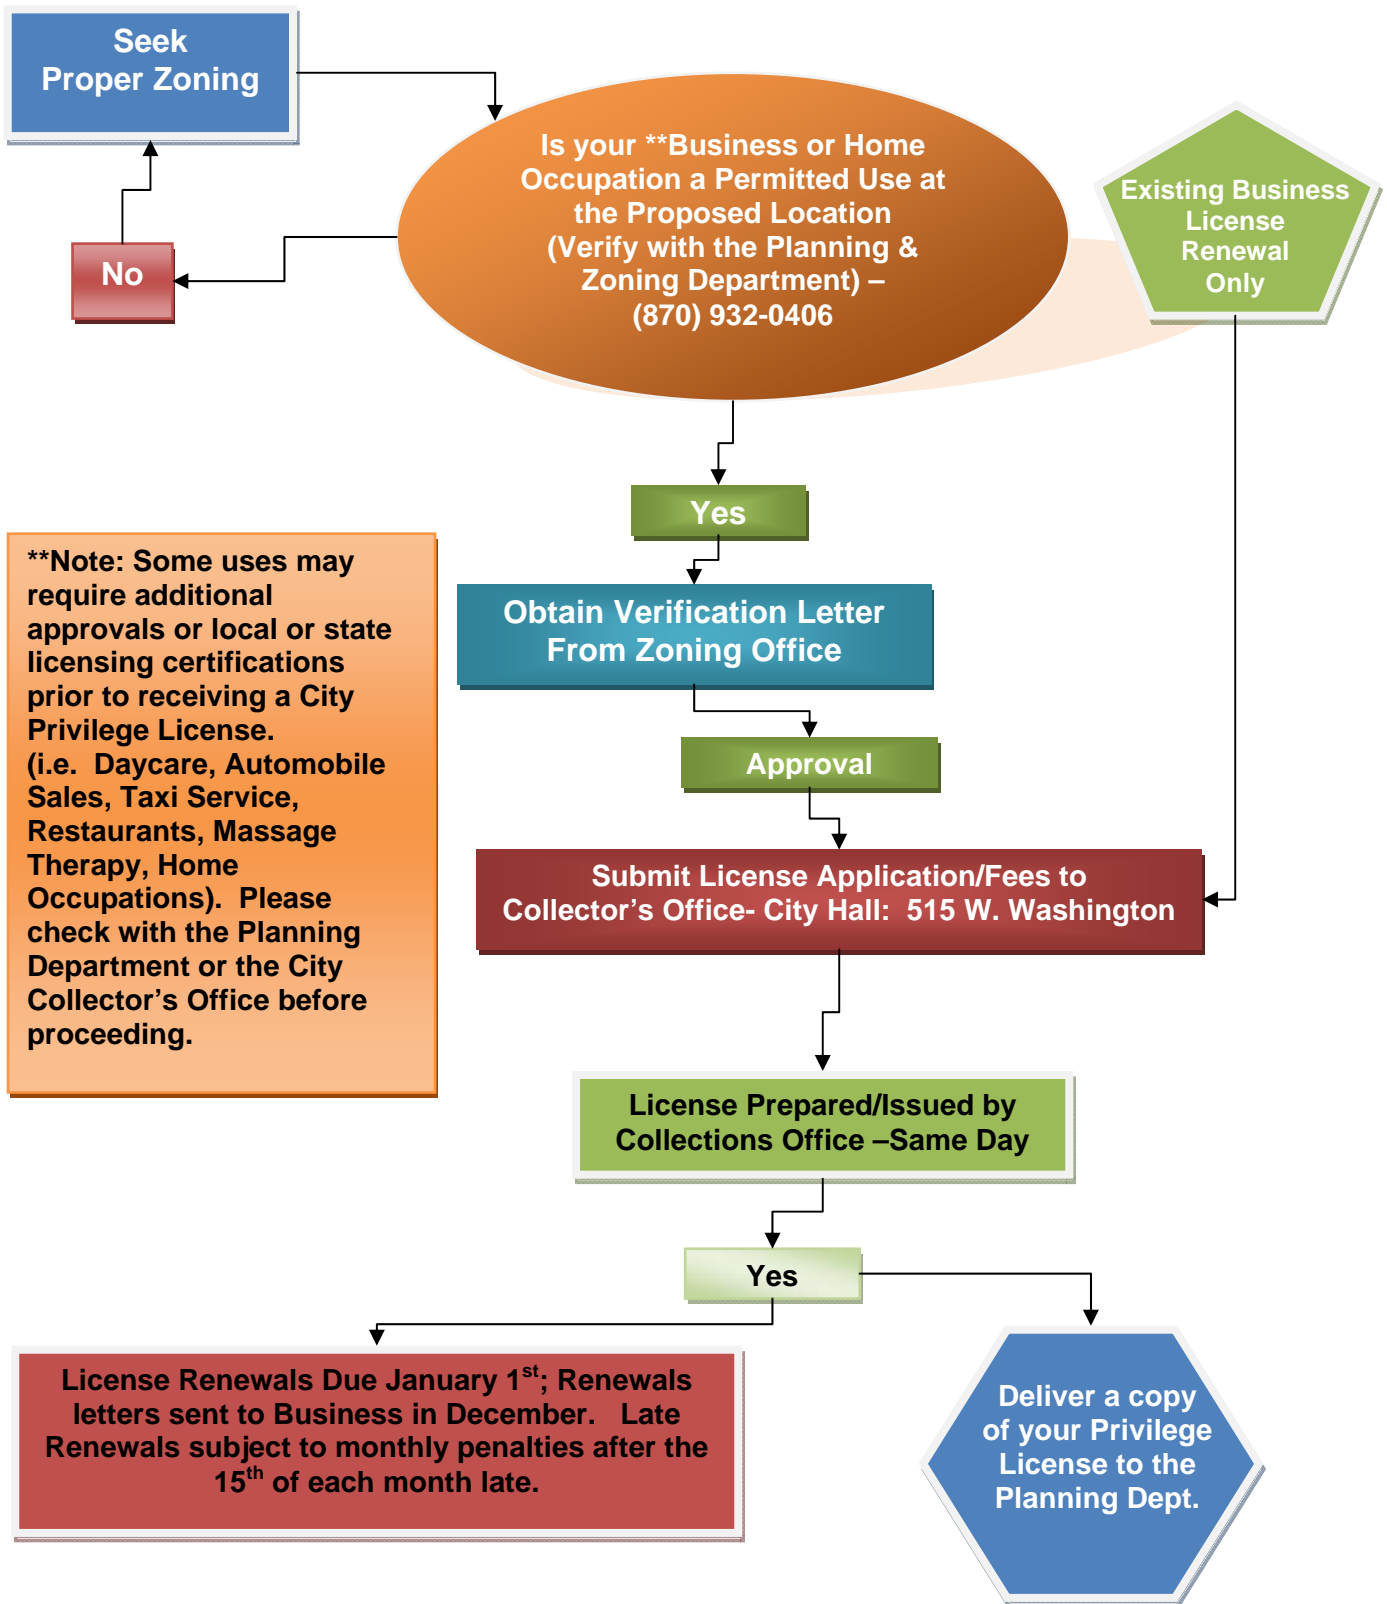 Seek
Proper Zoning
Is your **Business or Home
Occupation a Permitted Use at
the Proposed Location
(Verify with the Planning &
Zoning Department) –
(870) 932-0406
Existing Business
License
Renewal
Only
No
Yes
**Note: Some uses may
require additional
approvals or local or state
licensing certifications
prior to receiving a City
Privilege License.
(i.e. Daycare, Automobile
Sales, Taxi Service,
Restaurants, Massage
Therapy, Home
Occupations). Please
check with the Planning
Department or the City
Collector’s Office before
proceeding.
Obtain Verification Letter
From Zoning Office
Approval
Submit License Application/Fees to
Collector’s Office- City Hall: 515 W. Washington
License Prepared/Issued by
Collections Office –Same Day
Yes
License Renewals Due January 1st; Renewals
letters sent to Business in December. Late
Renewals subject to monthly penalties after the
15th of each month late.
Deliver a copy
of your Privilege
License to the
Planning Dept.